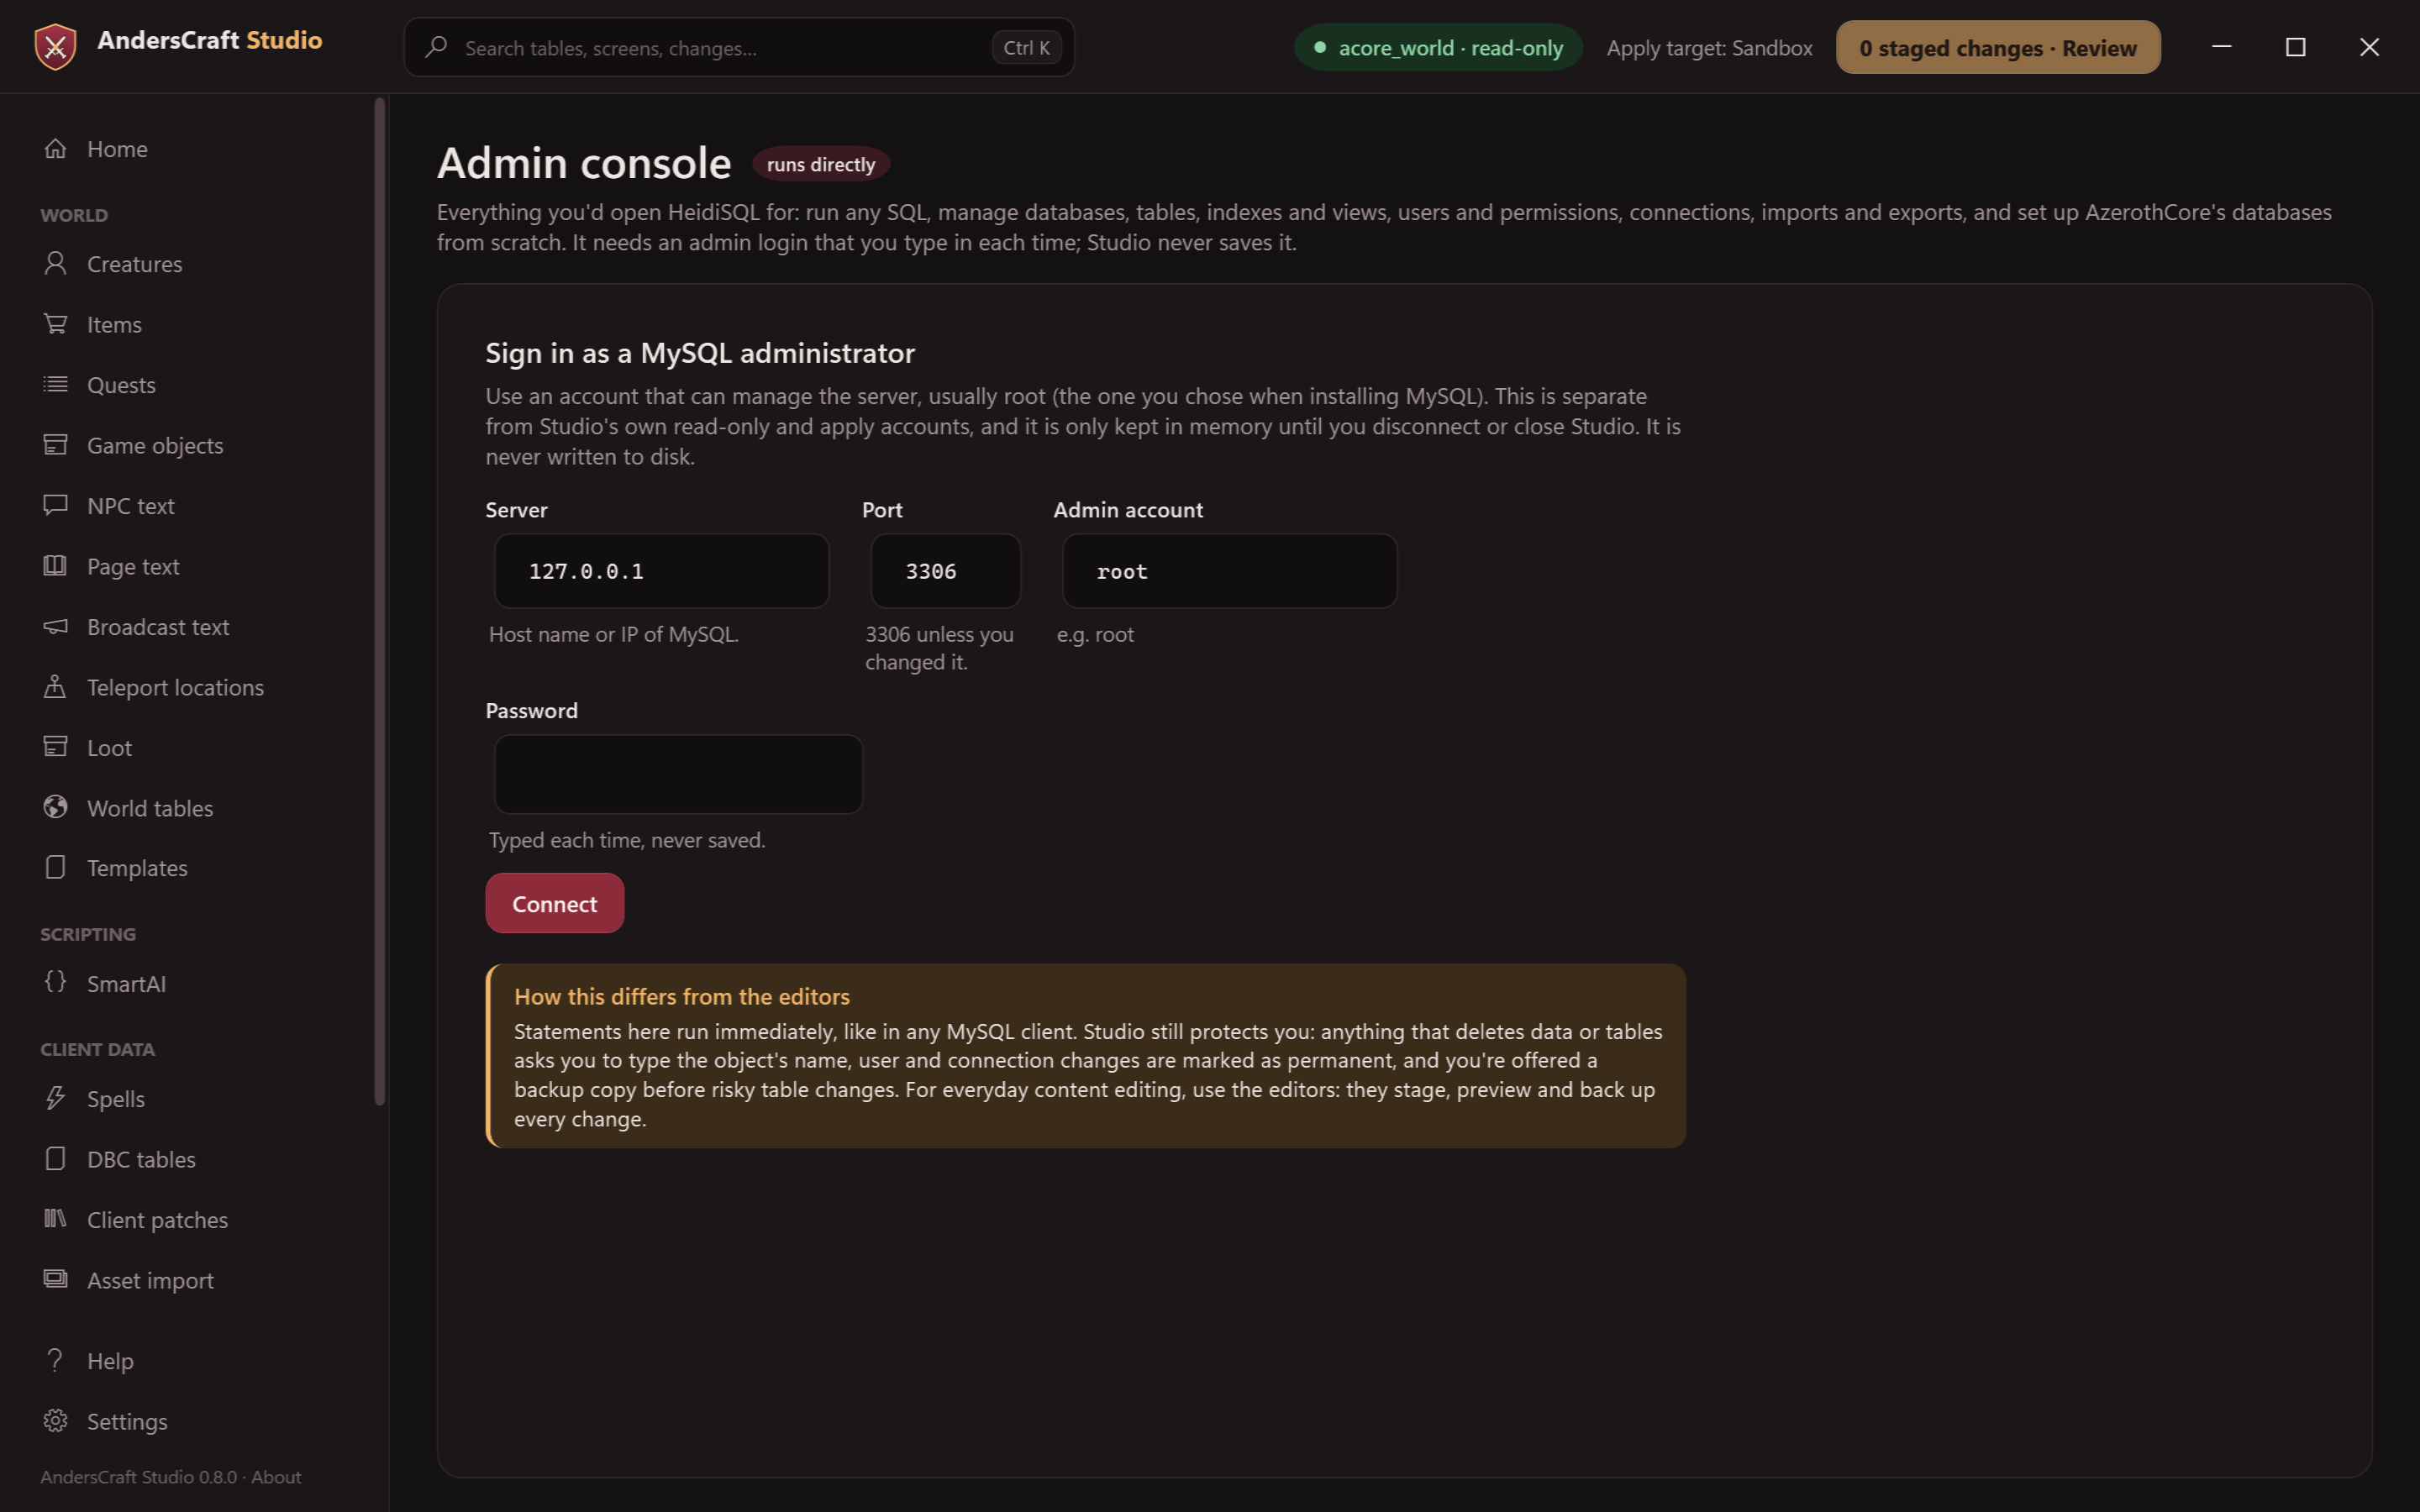 AndersCraft Studio
Search tables, screens, changes...
Ctrl K
acore_world · read-only
Apply target: Sandbox
0 staged changes · Review
Home
WORLD
Creatures
Items
Quests
Game objects
NPC text
Page text
Broadcast text
Teleport locations
Loot
World tables
Templates
SCRIPTING
SmartAI
CLIENT DATA
Spells
DBC tables
Client patches
Asset import
Help
Settings
AndersCraft Studio 0.8.0 · About
Admin console
runs directly
Everything you'd open HeidiSQL for: run any SQL, manage databases, tables, indexes and views, users and permissions, connections, imports and exports, and set up AzerothCore's databases
from scratch. It needs an admin login that you type in each time; Studio never saves it.
Sign in as a MySQL administrator
Use an account that can manage the server, usually root (the one you chose when installing MySQL). This is separate
from Studio's own read-only and apply accounts, and it is only kept in memory until you disconnect or close Studio. It is
never written to disk.
Server
Port
Admin account
127.0.0.1
3306
root
Host name or IP of MySQL.
3306 unless you
changed it.
e.g. root
Password
Typed each time, never saved.
Connect
How this differs from the editors
Statements here run immediately, like in any MySQL client. Studio still protects you: anything that deletes data or tables
asks you to type the object's name, user and connection changes are marked as permanent, and you're offered a
backup copy before risky table changes. For everyday content editing, use the editors: they stage, preview and back up
every change.